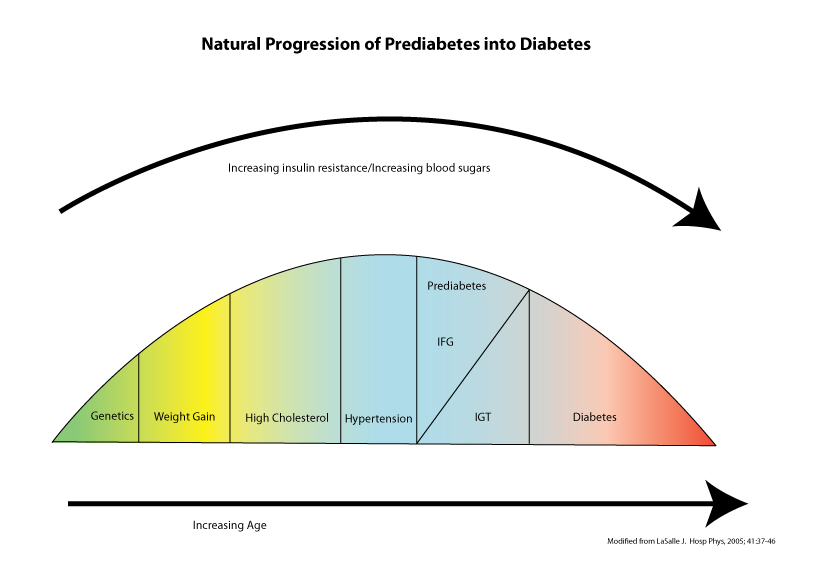 Natural Progression of Prediabetes into Diabetes
Increasing insulin resistance/Increasing blood sugars
Prediabetes
IFG
Genetics
Weight Gain
High Cholesterol
Hypertension
IGT
Diabetes
Increasing Age
Modified from LaSalle J. Hosp Phys, 2005; 41:37-46